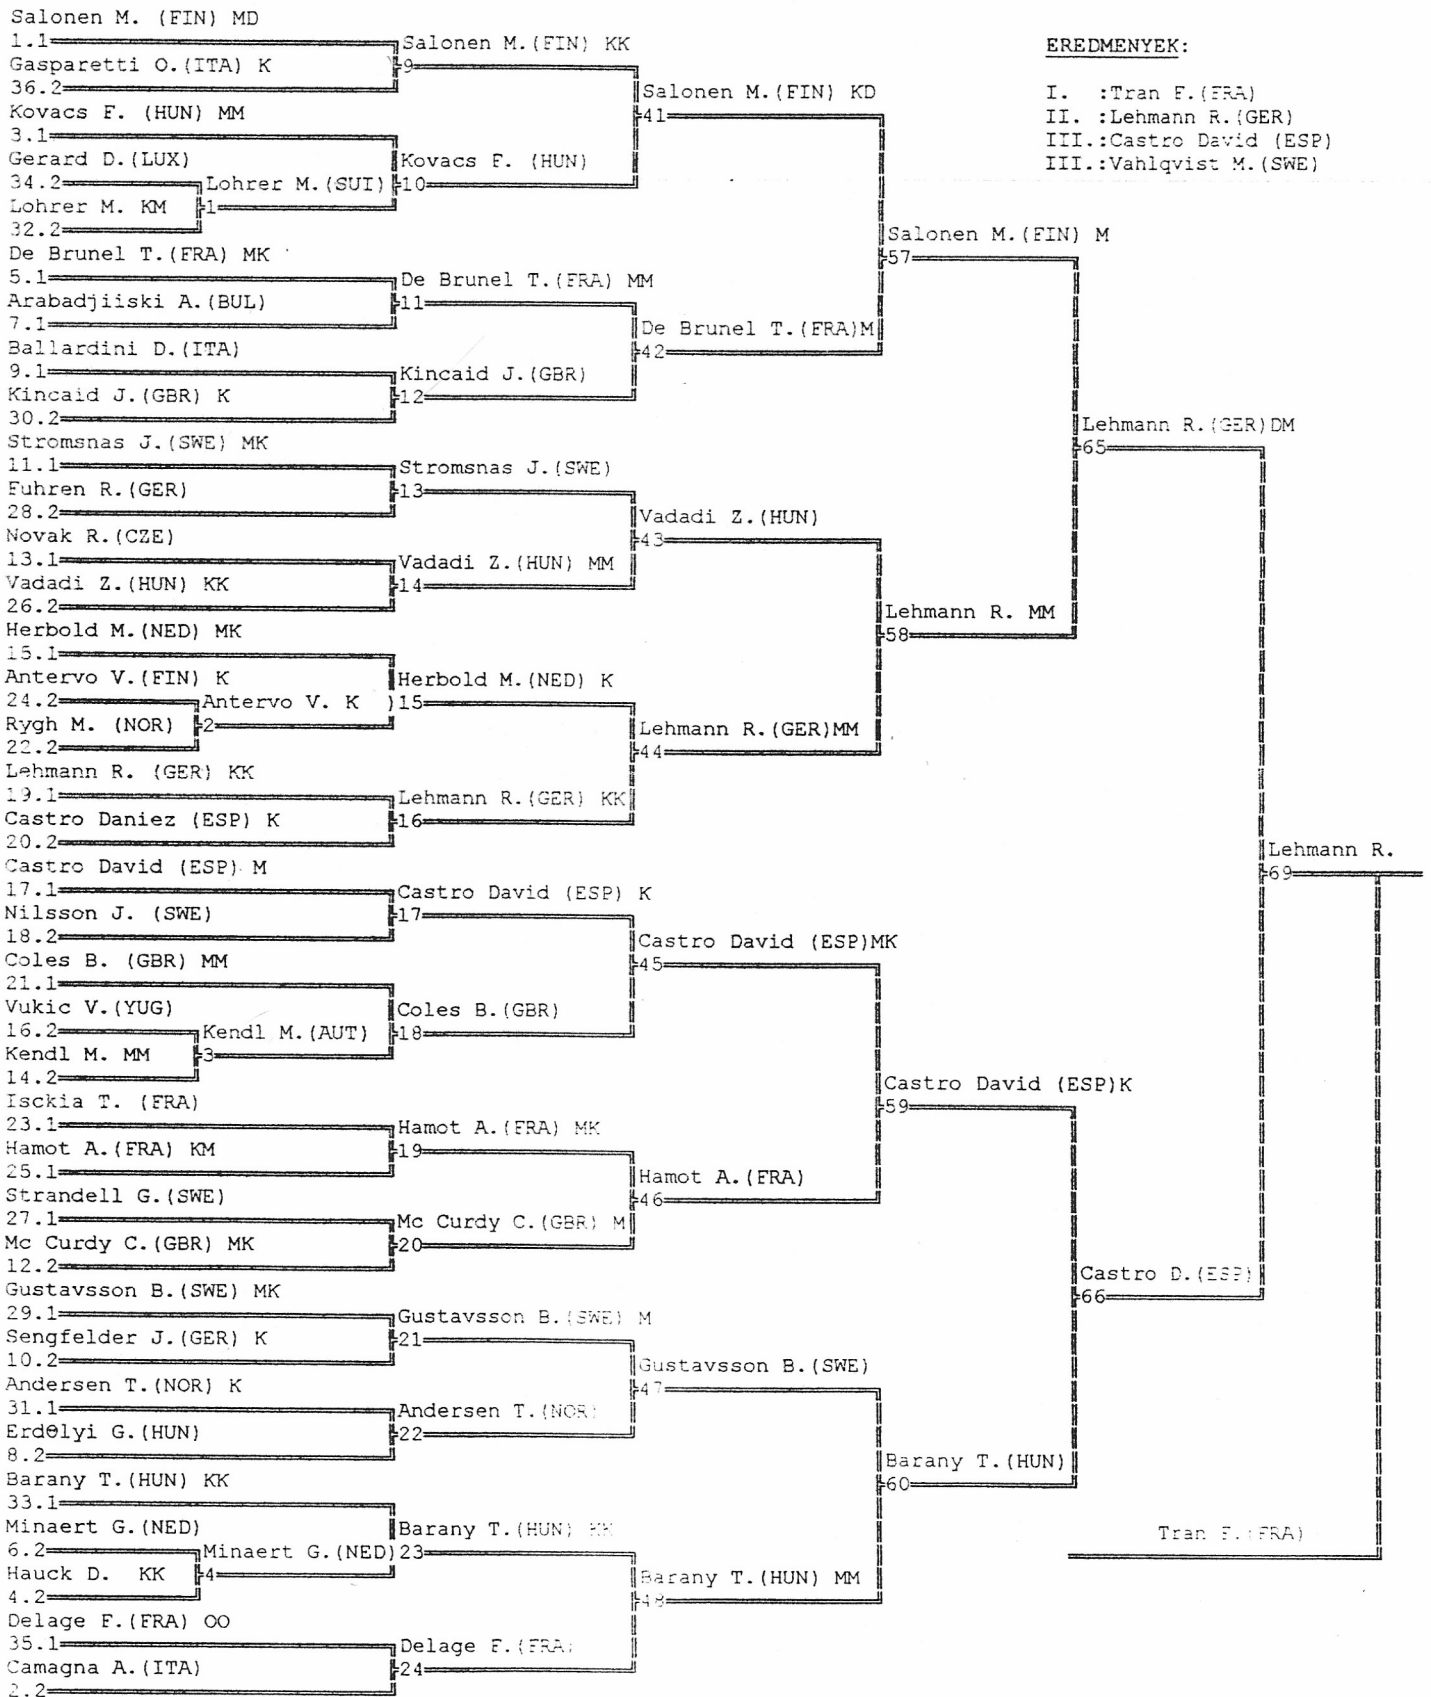 Salonen M. (FIN) MD
1.1
Gasparetti O.(ITA) K
36.2
Kovacs F. (HUN) MM
3.1
Gerard D.(LUX)
34.2
Lohrer M. KM
32.2
De Brunel T.(FRA) MK
5.1
Arabadjiiski A.(BUL)
7.1
Ballardini D.(ITA)
9.1
Kincaid J.(GBR) K
30.2
Stromsnas J.(SWE) MK
11.1
Fuhren R.(GER)
28.2
Novak R.(CZE)
13.1
Vadadi Z.(HUN) KK
26.2
Herbold M.(NED) MK
15.1
Antervo V.(FIN) K
24.2
Rygh M. (NOR)
22.2
Lehmann R. (GER) KK
19.1
Castro Daniez (ESP) K
20.2
Castro David (ESP) M
17.1
Nilsson J. (SWE)
18.2
Coles B. (GBR) MM
21.1
Vukic V.(YUG)
16.2
Kendl M. MM
14.2
Isckia T. (FRA)
23.1
Hamot A.(FRA) KM
25.1
Strandell G.(SWE)
27.1
Mc Curdy C.(GBR) MK
12.2
Gustavsson B.(SWE) MK
29.1
Sengfelder J.(GER) K
10.2
Andersen T.(NOR) K
31.1
Erdθlyi G.(HUN)
8.2
Barany T.(HUN) KK
33.1
Minaert G.(NED)
6.2
Hauck D. KK
4.2
Delage F.(FRA) OO
35.1
Camagna A.(ITA)
2.2
Lohrer M.(SUI)
1
Antervo V. K
2
Kendl M.(AUT)
3
Minaert G.(NED)
4
Salonen M.(FIN) KK
9
Kovacs F. (HUN)
10
De Brunel T.(FRA) MM
11
Kincaid J.(GBR)
12
Stromsnas J.(SWE)
13
Vadadi Z.(HUN) MM
14
Herbold M.(NED) K
15
Lehmann R.(GER) KK
16
Castro David (ESP) K
17
Coles B.(GBR)
18
Hamot A.(FRA) MK
19
Mc Curdy C.(GBR) M
20
Gustavsson B.(SWE) M
21
Andersen T.(NOR)
22
Barany T.(HUN) KK
23
Delage F.(FRA)
24
Salonen M.(FIN) KD
41
De Brunel T.(FRA)M
42
Vadadi Z.(HUN)
43
Lehmann R.(GER)MM
44
Castro David (ESP)MK
45
Hamot A.(FRA)
46
Gustavsson B.(SWE)
47
Barany T.(HUN) MM
48
Salonen M.(FIN) M
57
Lehmann R. MM
58
Castro David (ESP)K
59
Barany T.(HUN)
60
Lehmann R.(GER)DM
65
Castro D.(ESP)
66
Lehmann R.
69
Tran F.(FRA)
EREDMENYEK:
I. :Tran F.(FRA)
II. :Lehmann R.(GER)
III.:Castro David (ESP)
III.:Vahlqvist M.(SWE)